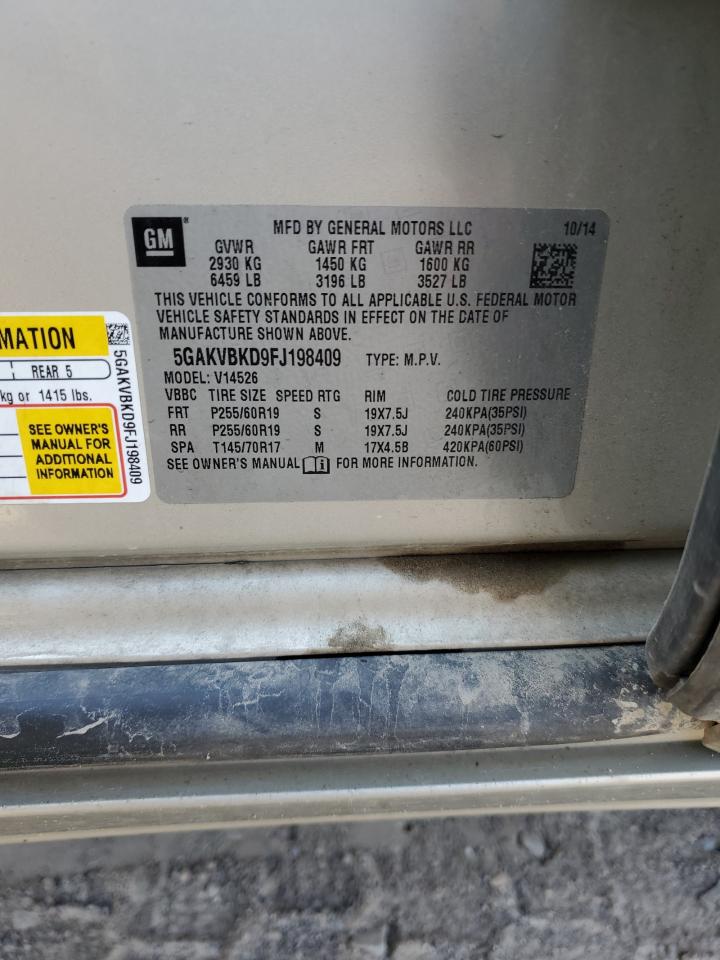 GM
MFD BY GENERAL MOTORS LLC 10/14
GVWR GAWR FRT GAWR RR
2930 KG 1450 KG 1600 KG
6459 LB 3196 LB 3527 LB
THIS VEHICLE CONFORMS TO ALL APPLICABLE U.S. FEDERAL MOTOR
VEHICLE SAFETY STANDARDS IN EFFECT ON THE DATE OF
MANUFACTURE SHOWN ABOVE.
5GAKVBKD9FJ198409 TYPE: M.P.V.
MODEL: V14526
VBBC TIRE SIZE SPEED RTG RIM COLD TIRE PRESSURE
FRT P255/60R19 S 19X7.5J 240KPA(35PSI)
RR P255/60R19 S 19X7.5J 240KPA(35PSI)
SPA T145/70R17 M 17X4.5B 420KPA(60PSI)
SEE OWNER'S MANUAL FOR MORE INFORMATION.
MATION
REAR 5
kg or 1415 lbs.
SEE OWNER'S
MANUAL FOR
ADDITIONAL
INFORMATION
5GAKVBKD9FJ198409